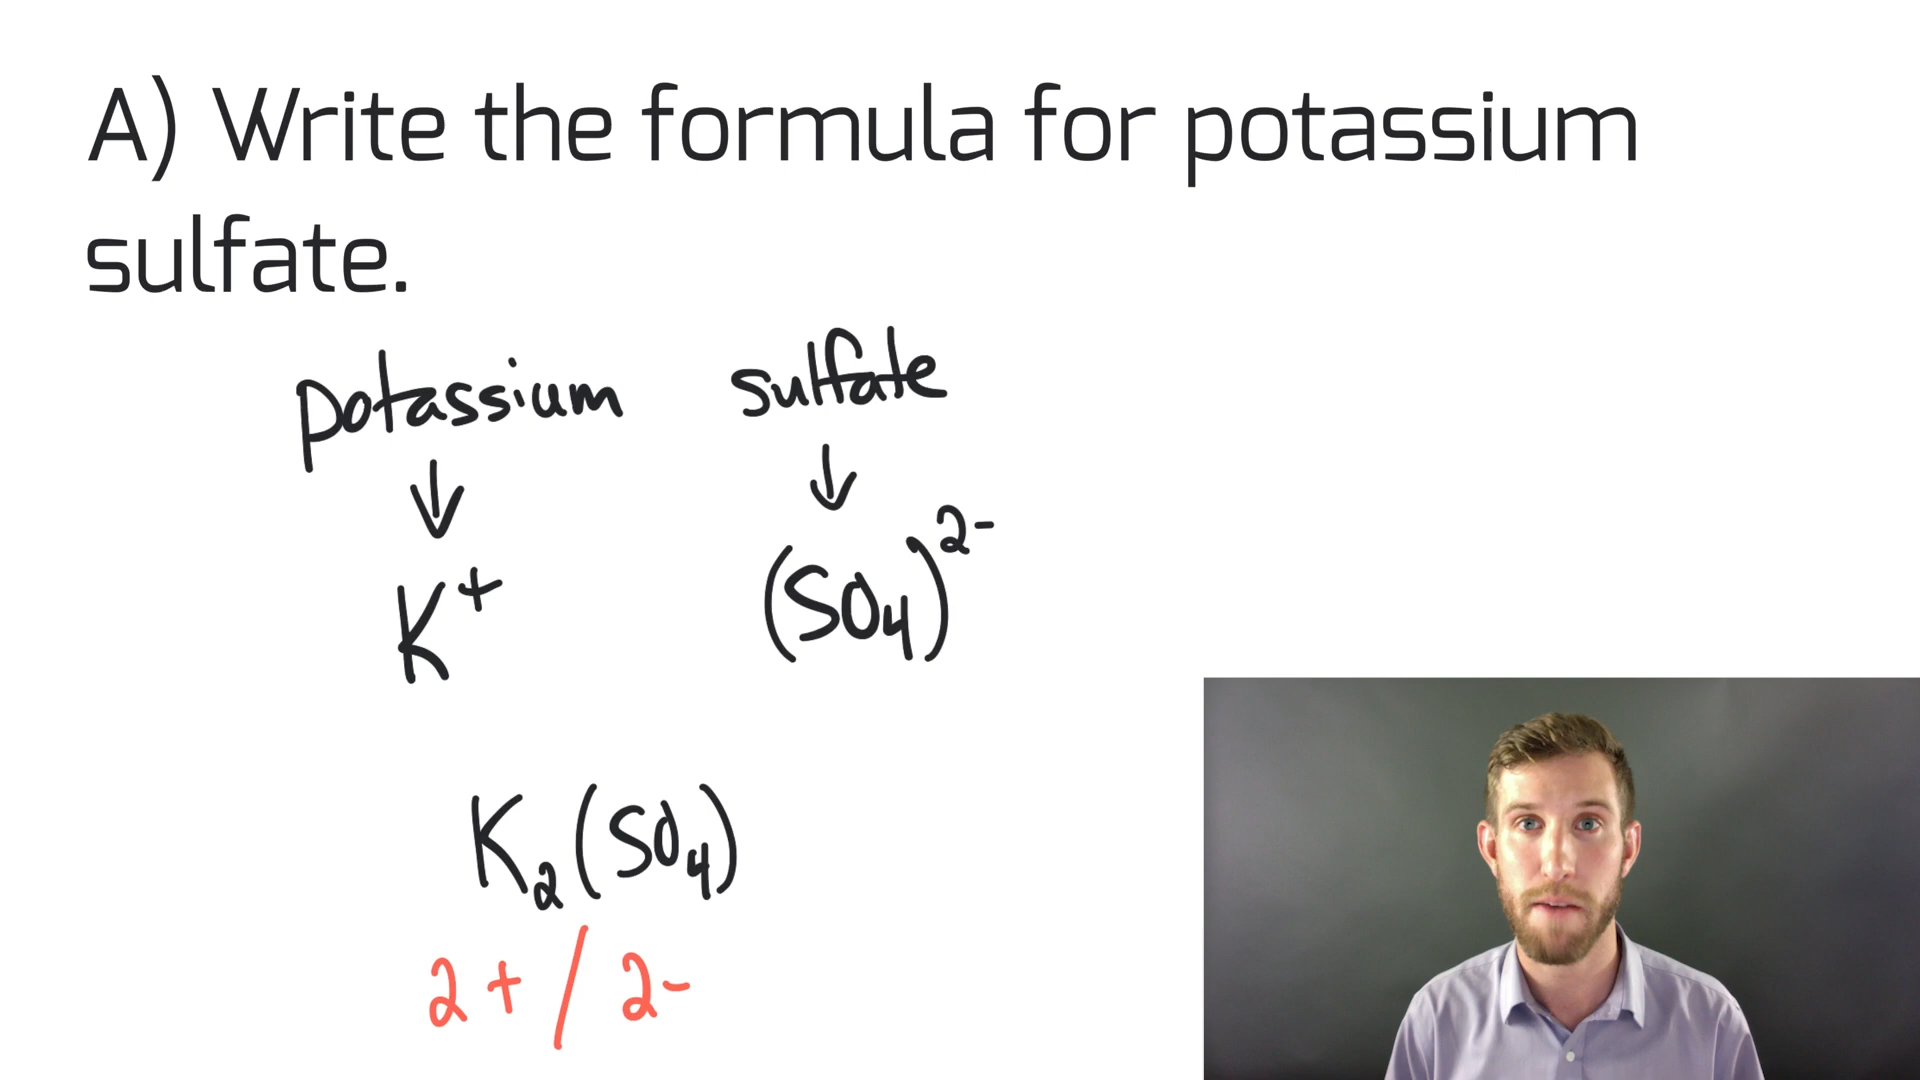 A) Write the formula for potassium
sulfate.
potassium sulfate
↓ ↓
K⁺ (SO₄)²⁻
K₂(SO₄)
2+ / 2-